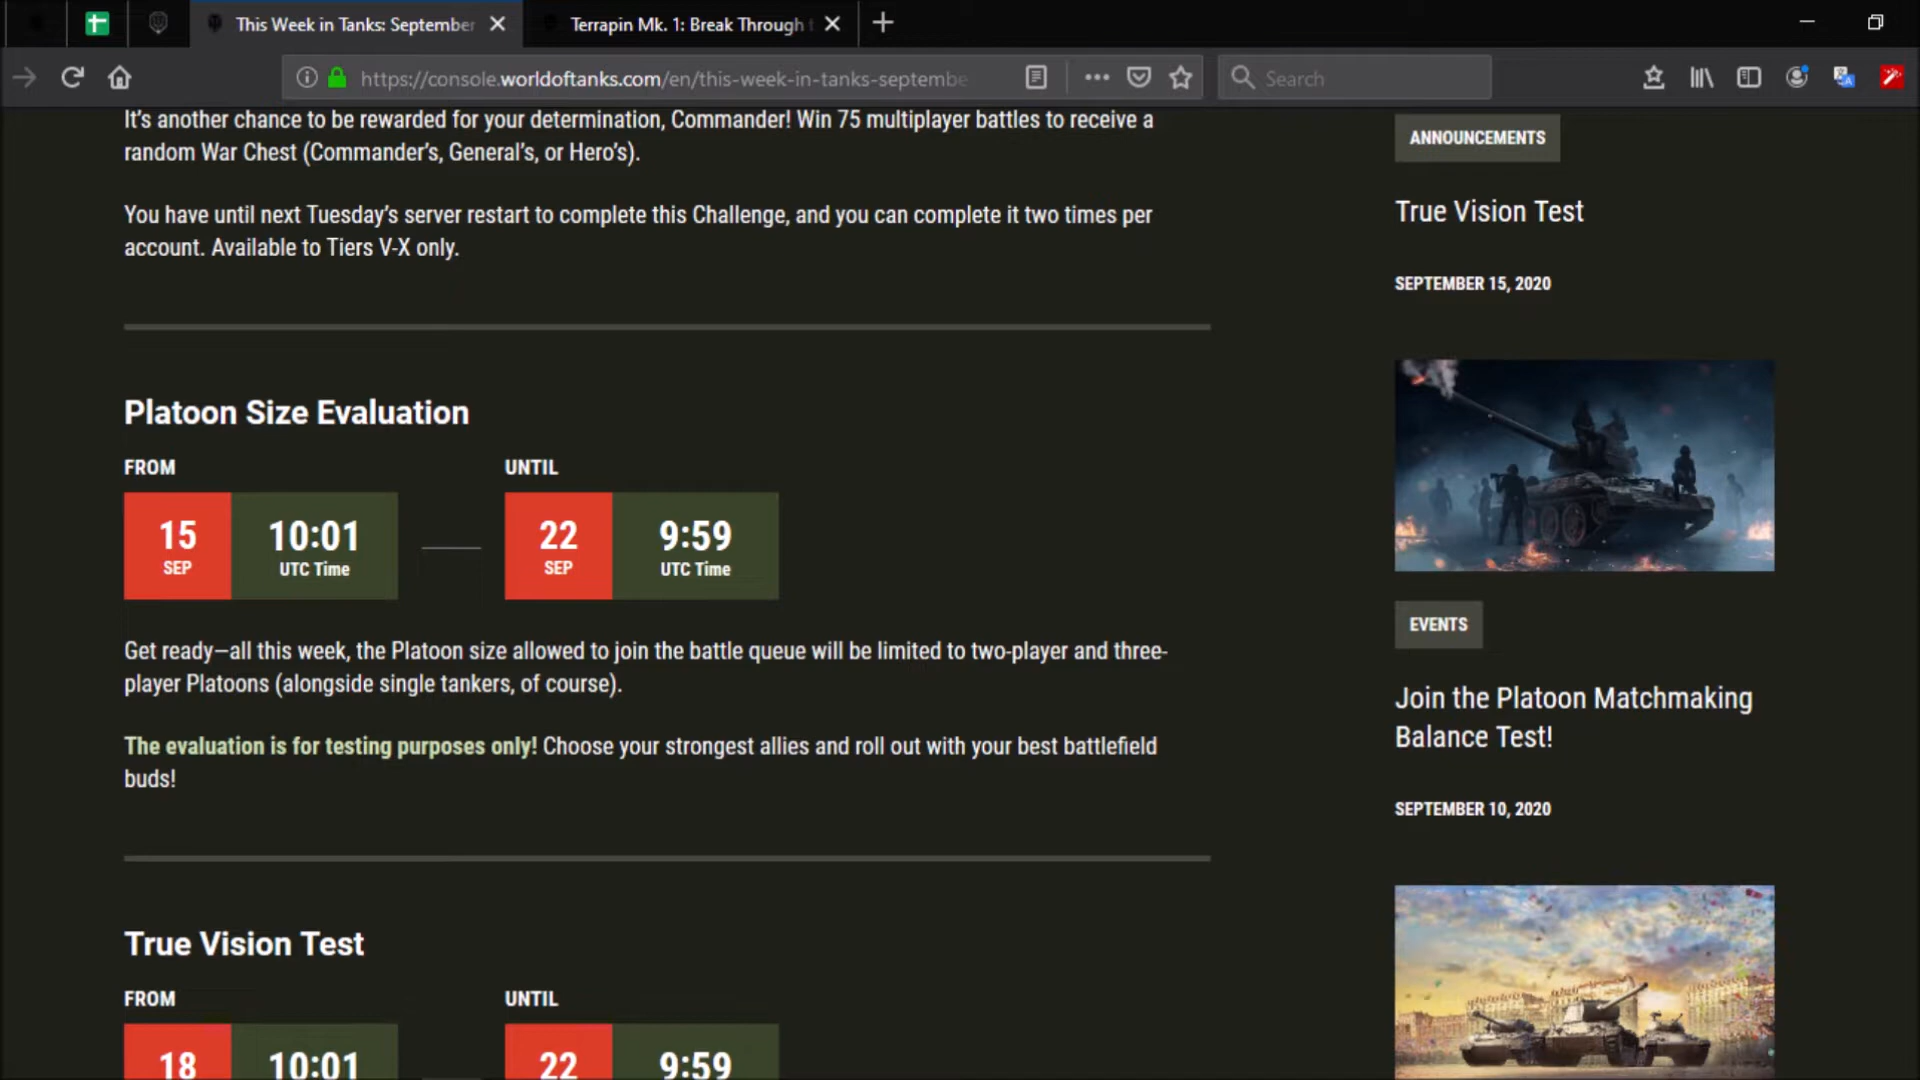 This Week in Tanks: September
Terrapin Mk. 1: Break Through
https://console.worldoftanks.com/en/this-week-in-tanks-septembe
Search
It's another chance to be rewarded for your determination, Commander! Win 75 multiplayer battles to receive a
random War Chest (Commander's, General's, or Hero's).
You have until next Tuesday's server restart to complete this Challenge, and you can complete it two times per
account. Available to Tiers V-X only.
Platoon Size Evaluation
FROM
UNTIL
15
SEP
10:01
UTC Time
22
SEP
9:59
UTC Time
Get ready—all this week, the Platoon size allowed to join the battle queue will be limited to two-player and three-
player Platoons (alongside single tankers, of course).
The evaluation is for testing purposes only! Choose your strongest allies and roll out with your best battlefield
buds!
True Vision Test
FROM
UNTIL
18
10:01
22
9:59
ANNOUNCEMENTS
True Vision Test
SEPTEMBER 15, 2020
EVENTS
Join the Platoon Matchmaking
Balance Test!
SEPTEMBER 10, 2020